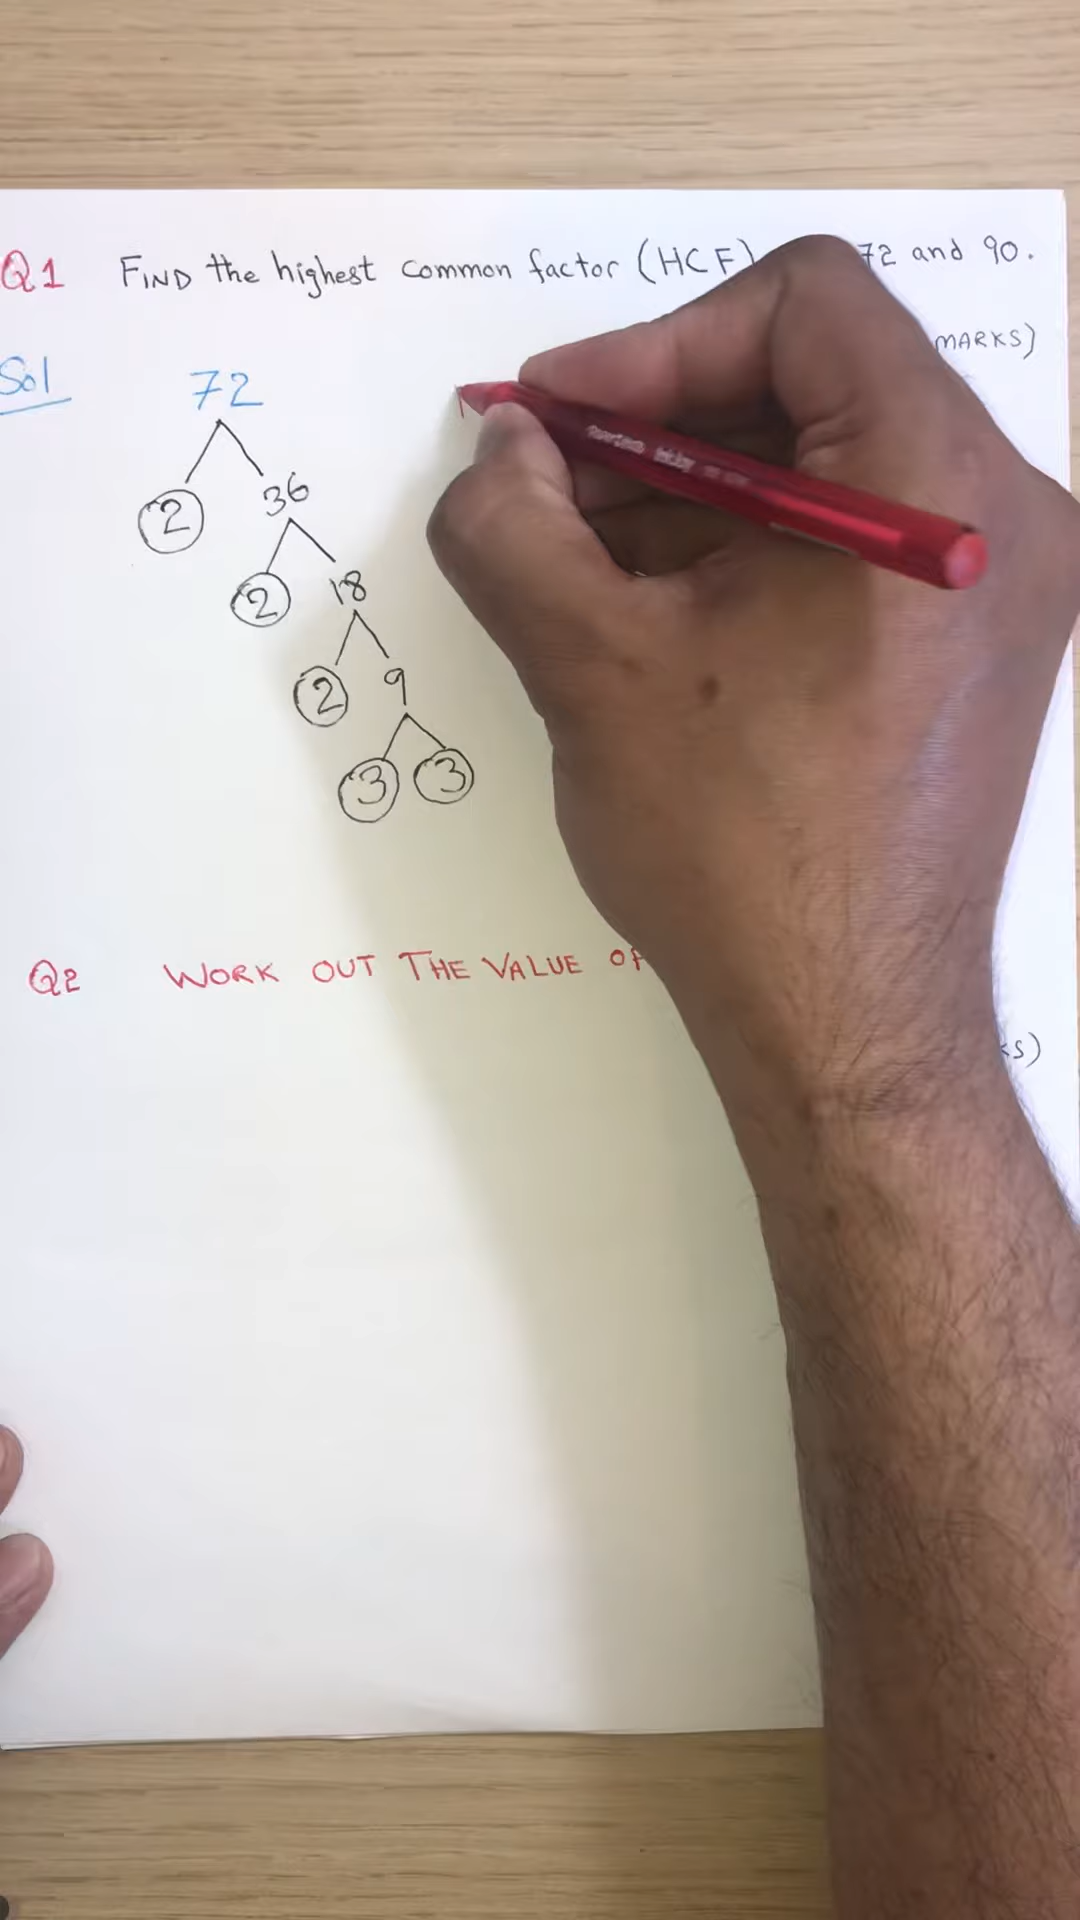 Q1 FIND the highest common factor (HCF) 72 and 90.
MARKS)
Sol 72
2 36
2 18
2 9
3 3
Q2 WORK OUT THE VALUE OF